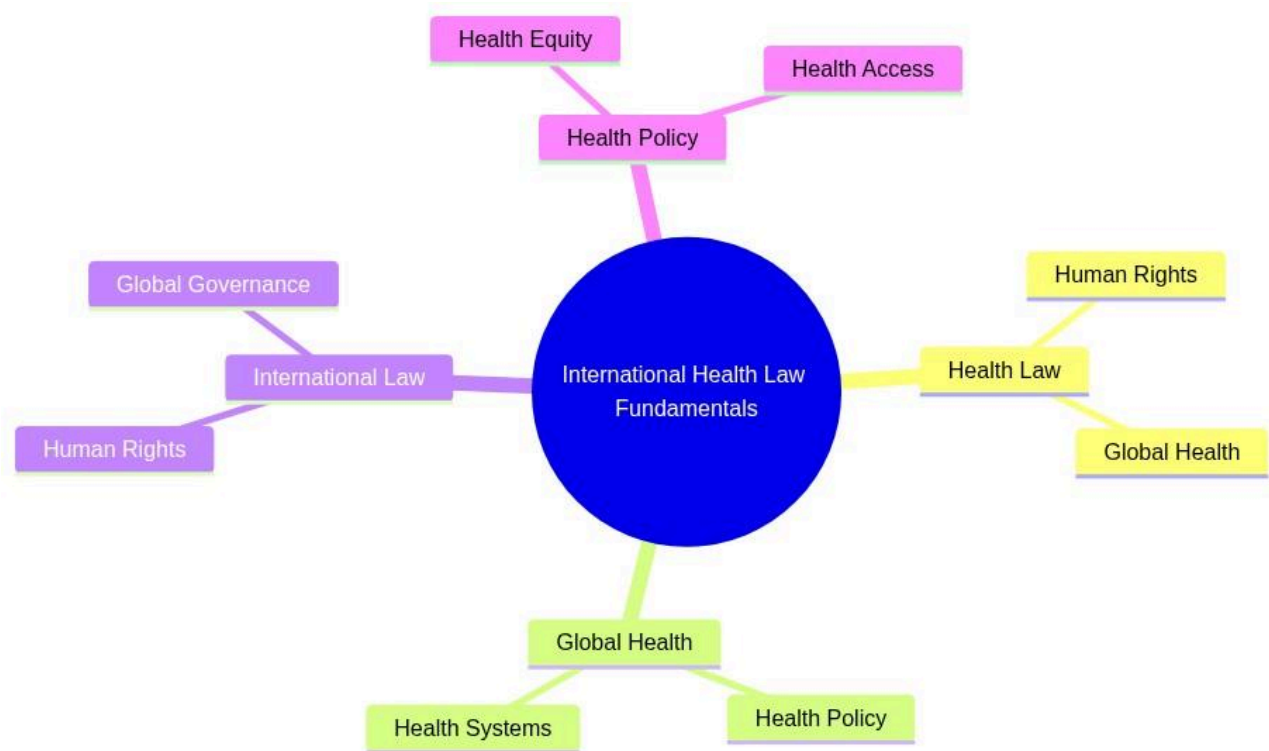 Health Equity
Health Access
Health Policy
Global Governance
Human Rights
International Law
Health Law
International Health Law
Fundamentals
Human Rights
Global Health
Global Health
Health Systems
Health Policy